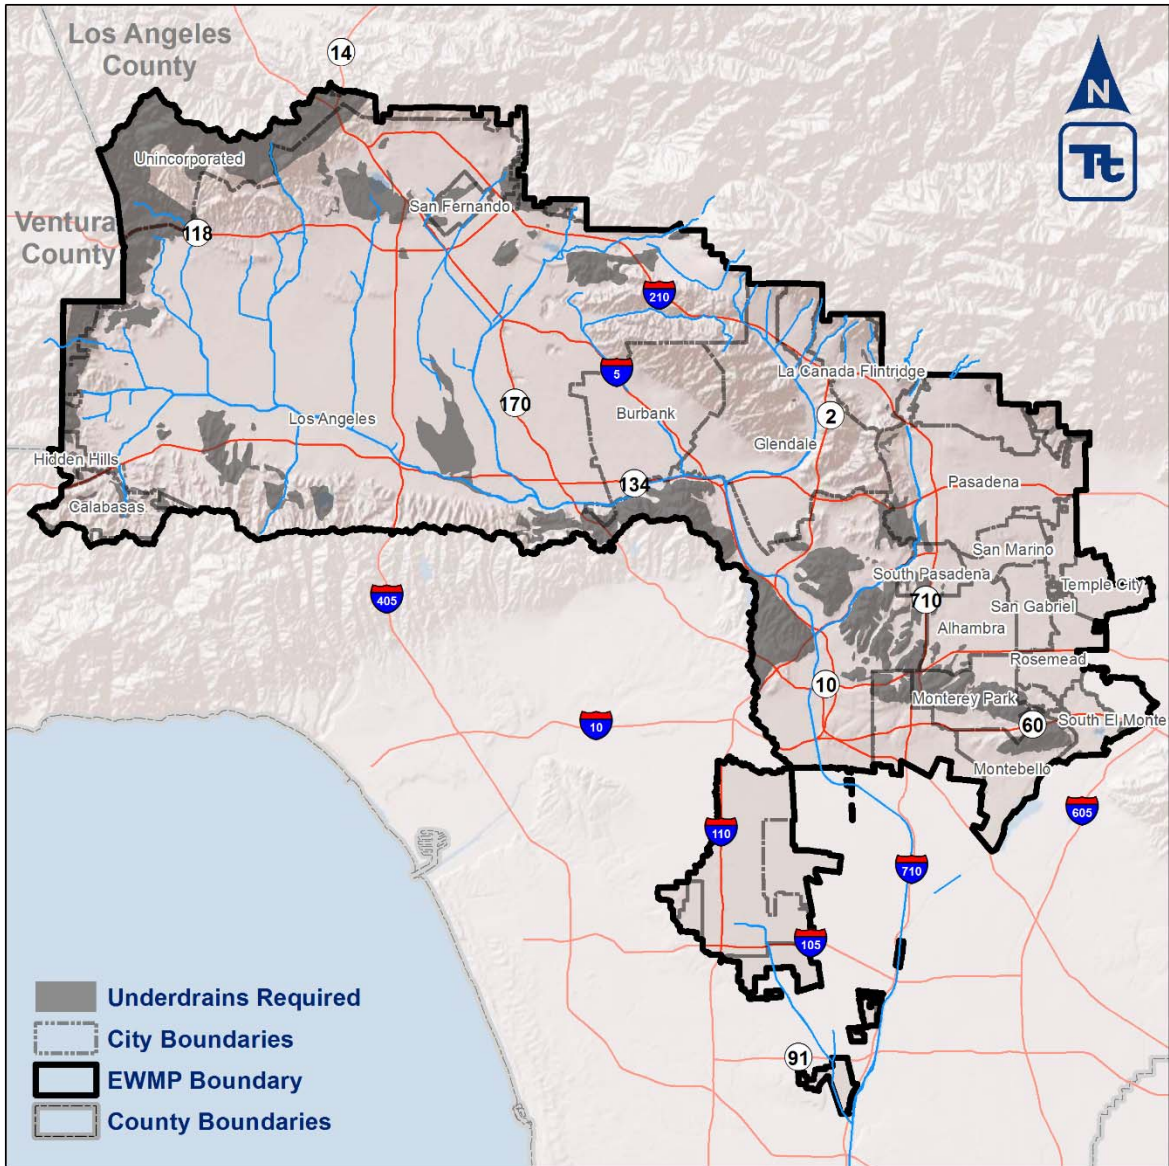 Los Angeles
County
14
N
Tt
Unincorporated
San Fernando
Ventura
County
118
210
5
La Canada Flintridge
170
Burbank
2
Los Angeles
Glendale
Hidden Hills
134
Pasadena
Calabasas
San Marino
South Pasadena
Temple City
405
710
San Gabriel
Alhambra
Rosemead
10
Monterey Park
10
60
South El Monte
Montebello
605
110
710
105
91
Underdrains Required
City Boundaries
EWMP Boundary
County Boundaries